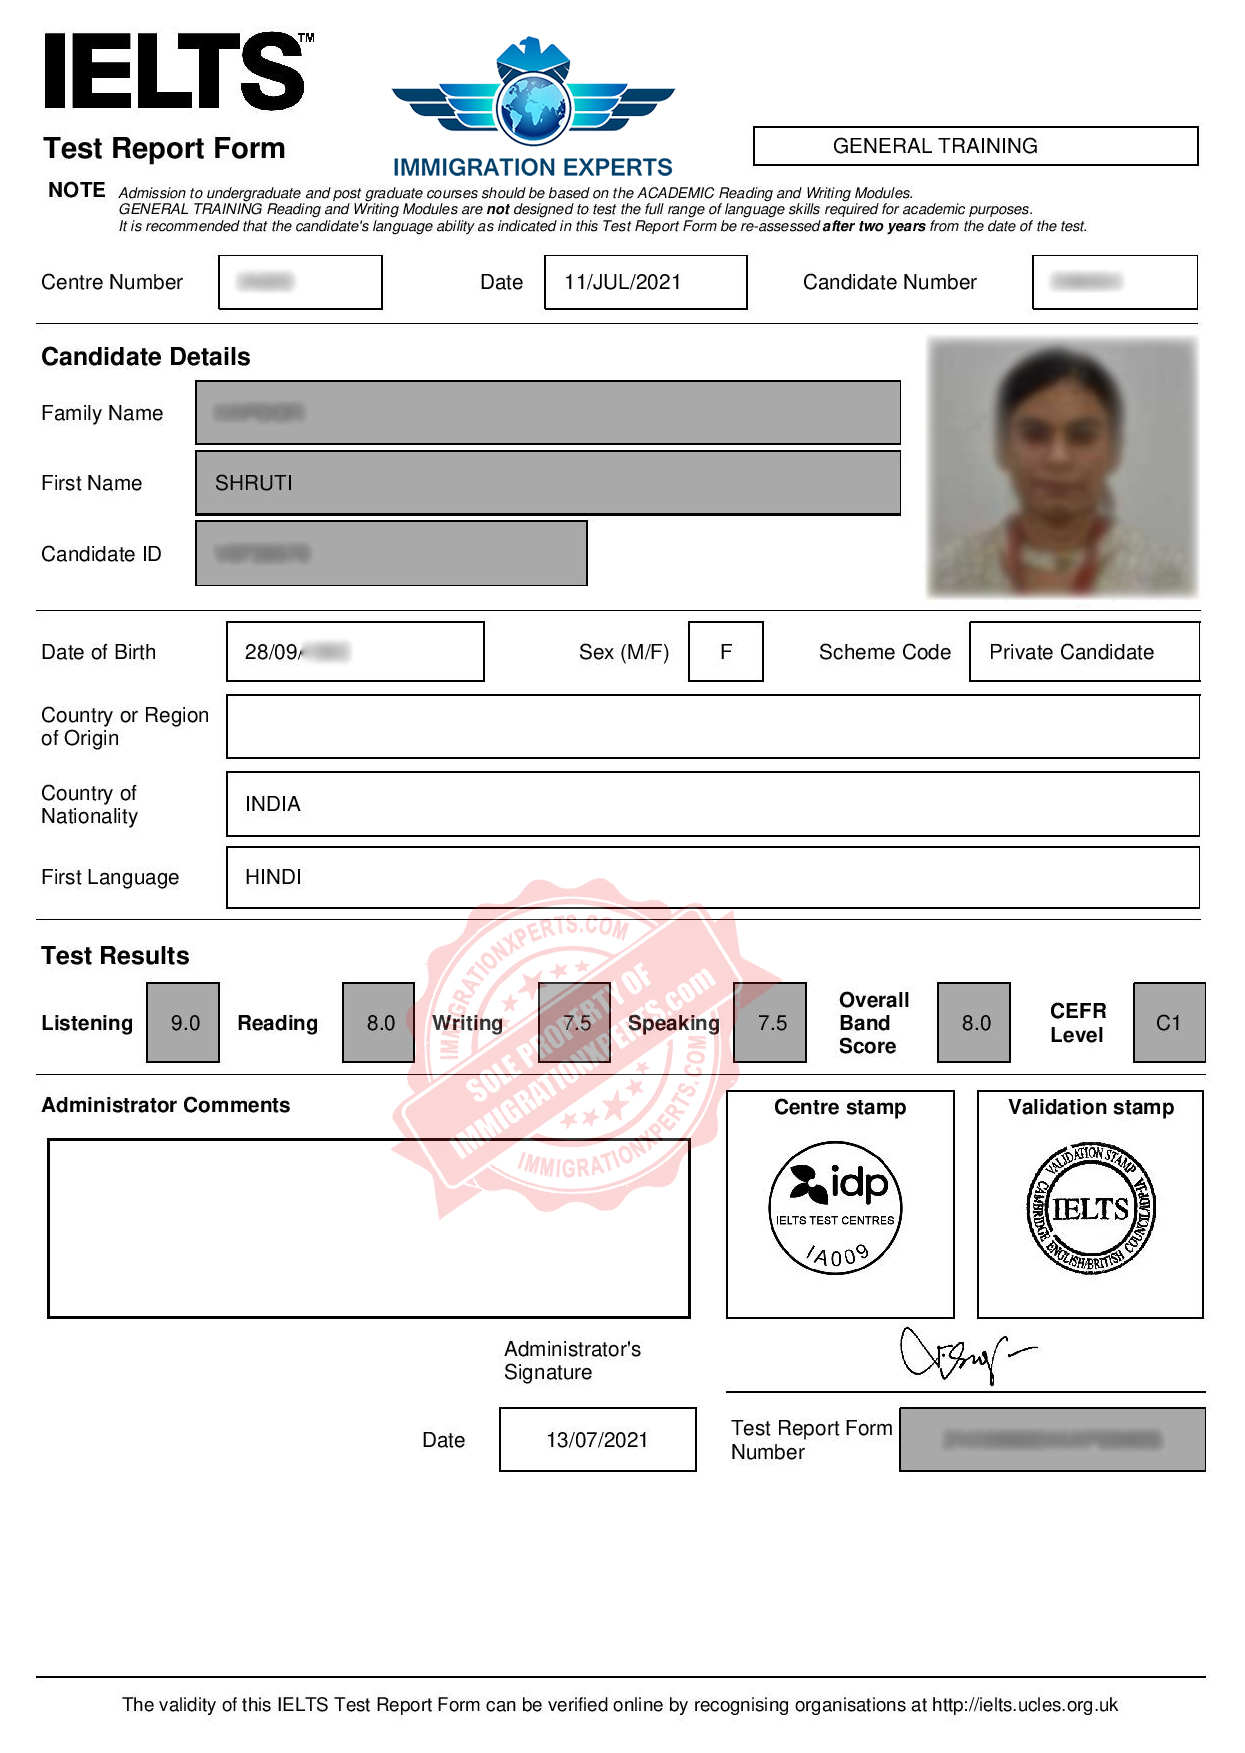 IELTS™
Test Report Form
IMMIGRATION EXPERTS
GENERAL TRAINING
NOTE Admission to undergraduate and post graduate courses should be based on the ACADEMIC Reading and Writing Modules.
GENERAL TRAINING Reading and Writing Modules are not designed to test the full range of language skills required for academic purposes.
It is recommended that the candidate's language ability as indicated in this Test Report Form be re-assessed after two years from the date of the test.
Centre Number
Date 11/JUL/2021
Candidate Number
Candidate Details
Family Name
First Name SHRUTI
Candidate ID
Date of Birth 28/09/
Sex (M/F) F
Scheme Code Private Candidate
Country or Region
of Origin
Country of
Nationality
INDIA
First Language HINDI
Test Results
Listening 9.0 Reading 8.0 Writing 7.5 Speaking 7.5
Overall
Band
Score
8.0
CEFR
Level
C1
IMMIGRATIONXPERTS.COM
SOLE PROPERTY OF
IMMIGRATIONXPERTS.com
IMMIGRATIONXPERTS.COM
Administrator Comments
Centre stamp
idp
IELTS TEST CENTRES
IA009
Validation stamp
VALIDATION STAMP
IELTS
CAMBRIDGE ENGLISH/BRITISH COUNCIL/IDP:IA
Administrator's
Signature
Date 13/07/2021
Test Report Form
Number
The validity of this IELTS Test Report Form can be verified online by recognising organisations at http://ielts.ucles.org.uk